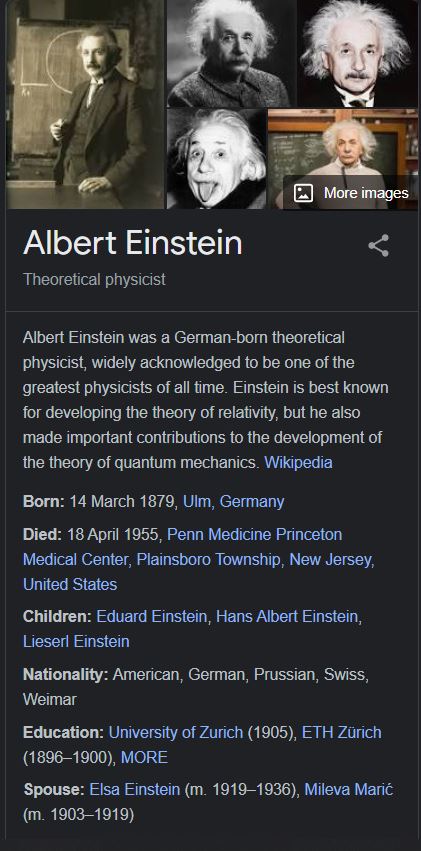 More images
Albert Einstein
Theoretical physicist
Albert Einstein was a German-born theoretical
physicist, widely acknowledged to be one of the
greatest physicists of all time. Einstein is best known
for developing the theory of relativity, but he also
made important contributions to the development of
the theory of quantum mechanics. Wikipedia
Born: 14 March 1879, Ulm, Germany
Died: 18 April 1955, Penn Medicine Princeton
Medical Center, Plainsboro Township, New Jersey,
United States
Children: Eduard Einstein, Hans Albert Einstein,
Lieserl Einstein
Nationality: American, German, Prussian, Swiss,
Weimar
Education: University of Zurich (1905), ETH Zürich
(1896–1900), MORE
Spouse: Elsa Einstein (m. 1919–1936), Mileva Marić
(m. 1903–1919)